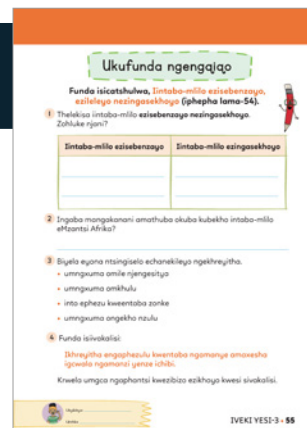 Ukufunda ngengqiqo
Funda isicatshulwa, Iintaba-mlilo ezisebenzayo,
ezileleyo nezingasekhoyo (iphepha lama-54).
1 Thelekisa iintaba-mlilo ezisebenzayo nezingasekhoyo.
Zohluke njani?
Iintaba-mlilo ezisebenzayo Iintaba-mlilo ezingasekhoyo
2 Ingaba mangakanani amathuba okuba kubekho intaba-mlilo
eMzantsi Afrika?
3 Biyela eyona ntsingiselo echanekileyo ngekhreyitha.
• umngxuma omile njengesitya
• umngxuma omkhulu
• into ephezu kweentaba zonke
• umngxuma ongekho nzulu
4 Funda isivakalisi:
Ikhreyitha engaphezulu kwentaba ngamanye amaxesha
igcwala ngamanzi yenze ichibi.
Krwela umgca ngaphantsi kwezibizo ezikhoyo kwesi sivakalisi.
IVEKI YESI-3 • 55